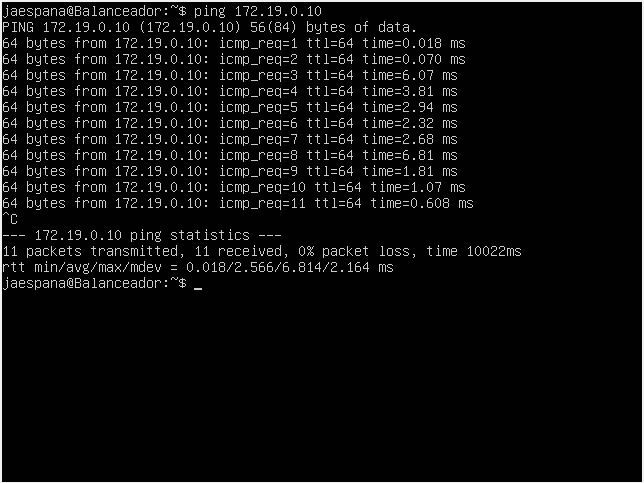 jaespana@Balanceador:~$ ping 172.19.0.10
PING 172.19.0.10 (172.19.0.10) 56(84) bytes of data.
64 bytes from 172.19.0.10: icmp_req=1 ttl=64 time=0.018 ms
64 bytes from 172.19.0.10: icmp_req=2 ttl=64 time=0.070 ms
64 bytes from 172.19.0.10: icmp_req=3 ttl=64 time=6.07 ms
64 bytes from 172.19.0.10: icmp_req=4 ttl=64 time=3.81 ms
64 bytes from 172.19.0.10: icmp_req=5 ttl=64 time=2.94 ms
64 bytes from 172.19.0.10: icmp_req=6 ttl=64 time=2.32 ms
64 bytes from 172.19.0.10: icmp_req=7 ttl=64 time=2.68 ms
64 bytes from 172.19.0.10: icmp_req=8 ttl=64 time=6.81 ms
64 bytes from 172.19.0.10: icmp_req=9 ttl=64 time=1.81 ms
64 bytes from 172.19.0.10: icmp_req=10 ttl=64 time=1.07 ms
64 bytes from 172.19.0.10: icmp_req=11 ttl=64 time=0.608 ms
^C
--- 172.19.0.10 ping statistics ---
11 packets transmitted, 11 received, 0% packet loss, time 10022ms
rtt min/avg/max/mdev = 0.018/2.566/6.814/2.164 ms
jaespana@Balanceador:~$ _